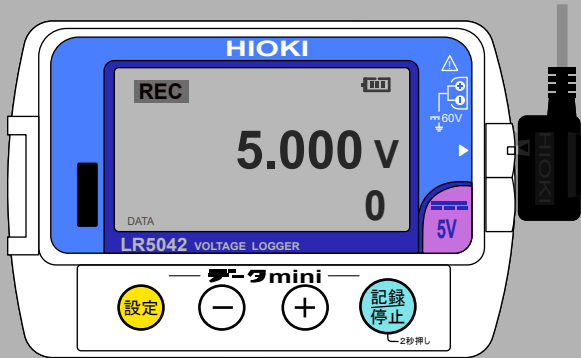 HIOKI
REC
60V
5.000 V
HIOKI
0
DATA
5V
LR5042 VOLTAGE LOGGER
データmini
設定
−
+
記録
停止
2秒押し